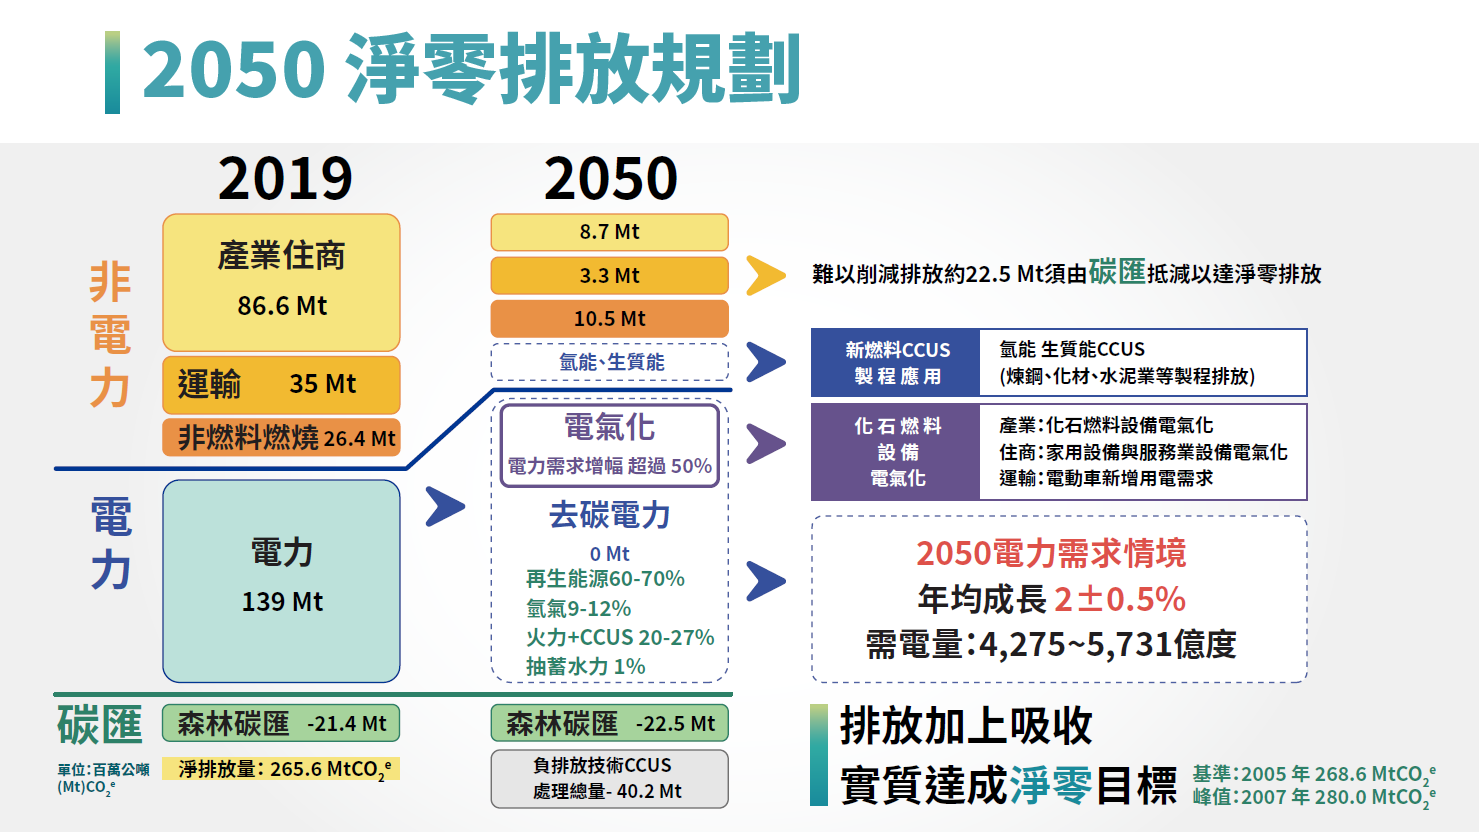 2050 淨零排放規劃
2019
2050
非電力
產業住商
86.6 Mt
運輸 35 Mt
非燃料燃燒 26.4 Mt
8.7 Mt
3.3 Mt
10.5 Mt
氫能、生質能
難以削減排放約22.5 Mt須由碳匯抵減以達淨零排放
新燃料CCUS
製程應用
氫能 生質能CCUS
(煉鋼、化材、水泥業等製程排放)
電力
電力
139 Mt
電氣化
電力需求增幅 超過 50%
去碳電力
0 Mt
再生能源60-70%
氫氣9-12%
火力+CCUS 20-27%
抽蓄水力 1%
化石燃料
設備
電氣化
產業：化石燃料設備電氣化
住商：家用設備與服務業設備電氣化
運輸：電動車新增用電需求
2050電力需求情境
年均成長 2±0.5%
需電量：4,275~5,731億度
碳匯
單位：百萬公噸
(Mt)CO₂ᵉ
森林碳匯 -21.4 Mt
淨排放量： 265.6 MtCO₂ᵉ
森林碳匯 -22.5 Mt
負排放技術CCUS
處理總量- 40.2 Mt
排放加上吸收
實質達成淨零目標
基準：2005 年 268.6 MtCO₂ᵉ
峰值：2007 年 280.0 MtCO₂ᵉ